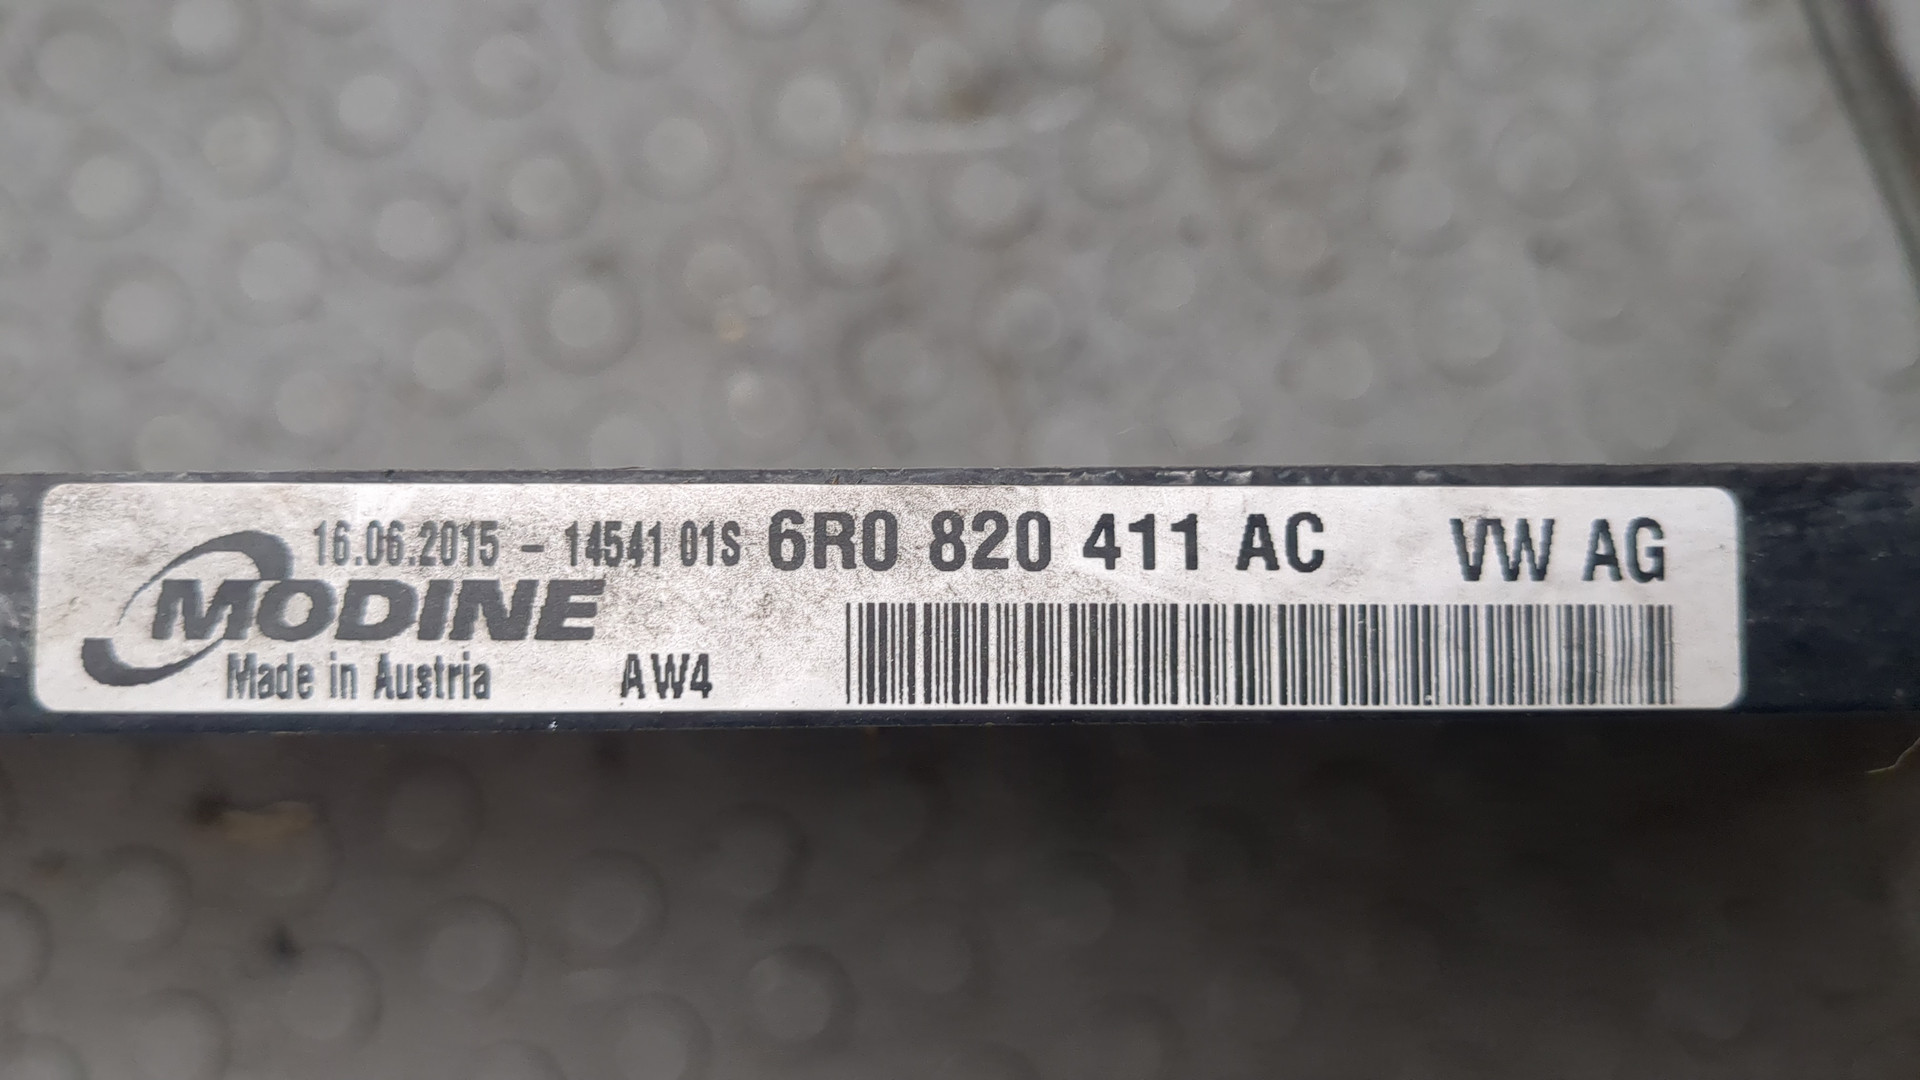 16.06.2015 - 14541 01S 6R0 820 411 AC VW AG
MODINE
Made in Austria AW4